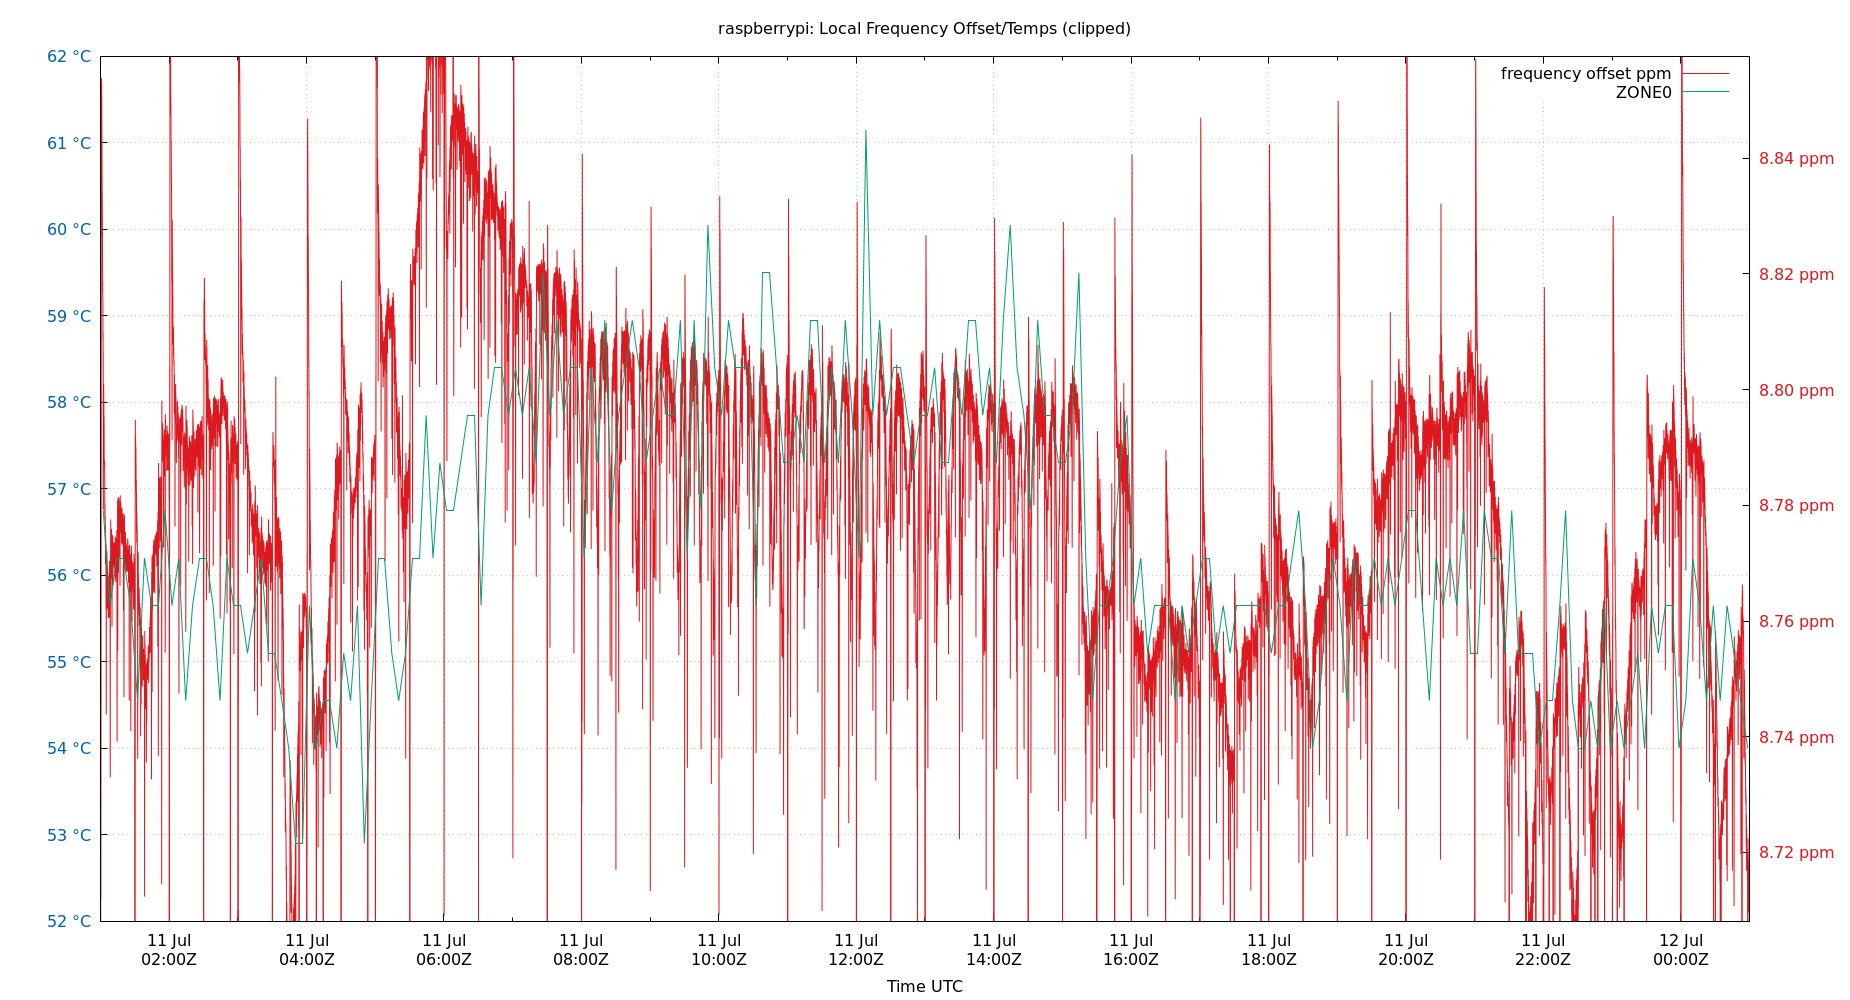 raspberrypi: Local Frequency Offset/Temps (clipped)
62 °C
61 °C
60 °C
59 °C
58 °C
57 °C
56 °C
55 °C
54 °C
53 °C
52 °C
frequency offset ppm
ZONE0
8.84 ppm
8.82 ppm
8.80 ppm
8.78 ppm
8.76 ppm
8.74 ppm
8.72 ppm
11 Jul 11 Jul 11 Jul 11 Jul 11 Jul 11 Jul 11 Jul 11 Jul 11 Jul 11 Jul 11 Jul 12 Jul
02:00Z 04:00Z 06:00Z 08:00Z 10:00Z 12:00Z 14:00Z 16:00Z 18:00Z 20:00Z 22:00Z 00:00Z
Time UTC